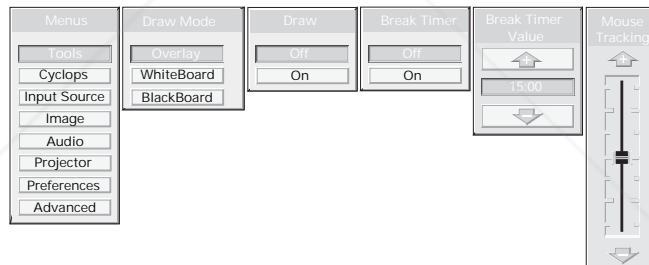 Menus
Tools
Cyclops
Input Source
Image
Audio
Projector
Preferences
Advanced
Draw Mode
Overlay
WhiteBoard
BlackBoard
Draw
Off
On
Break Timer
Off
On
Break Timer
Value
15:00
Mouse
Tracking